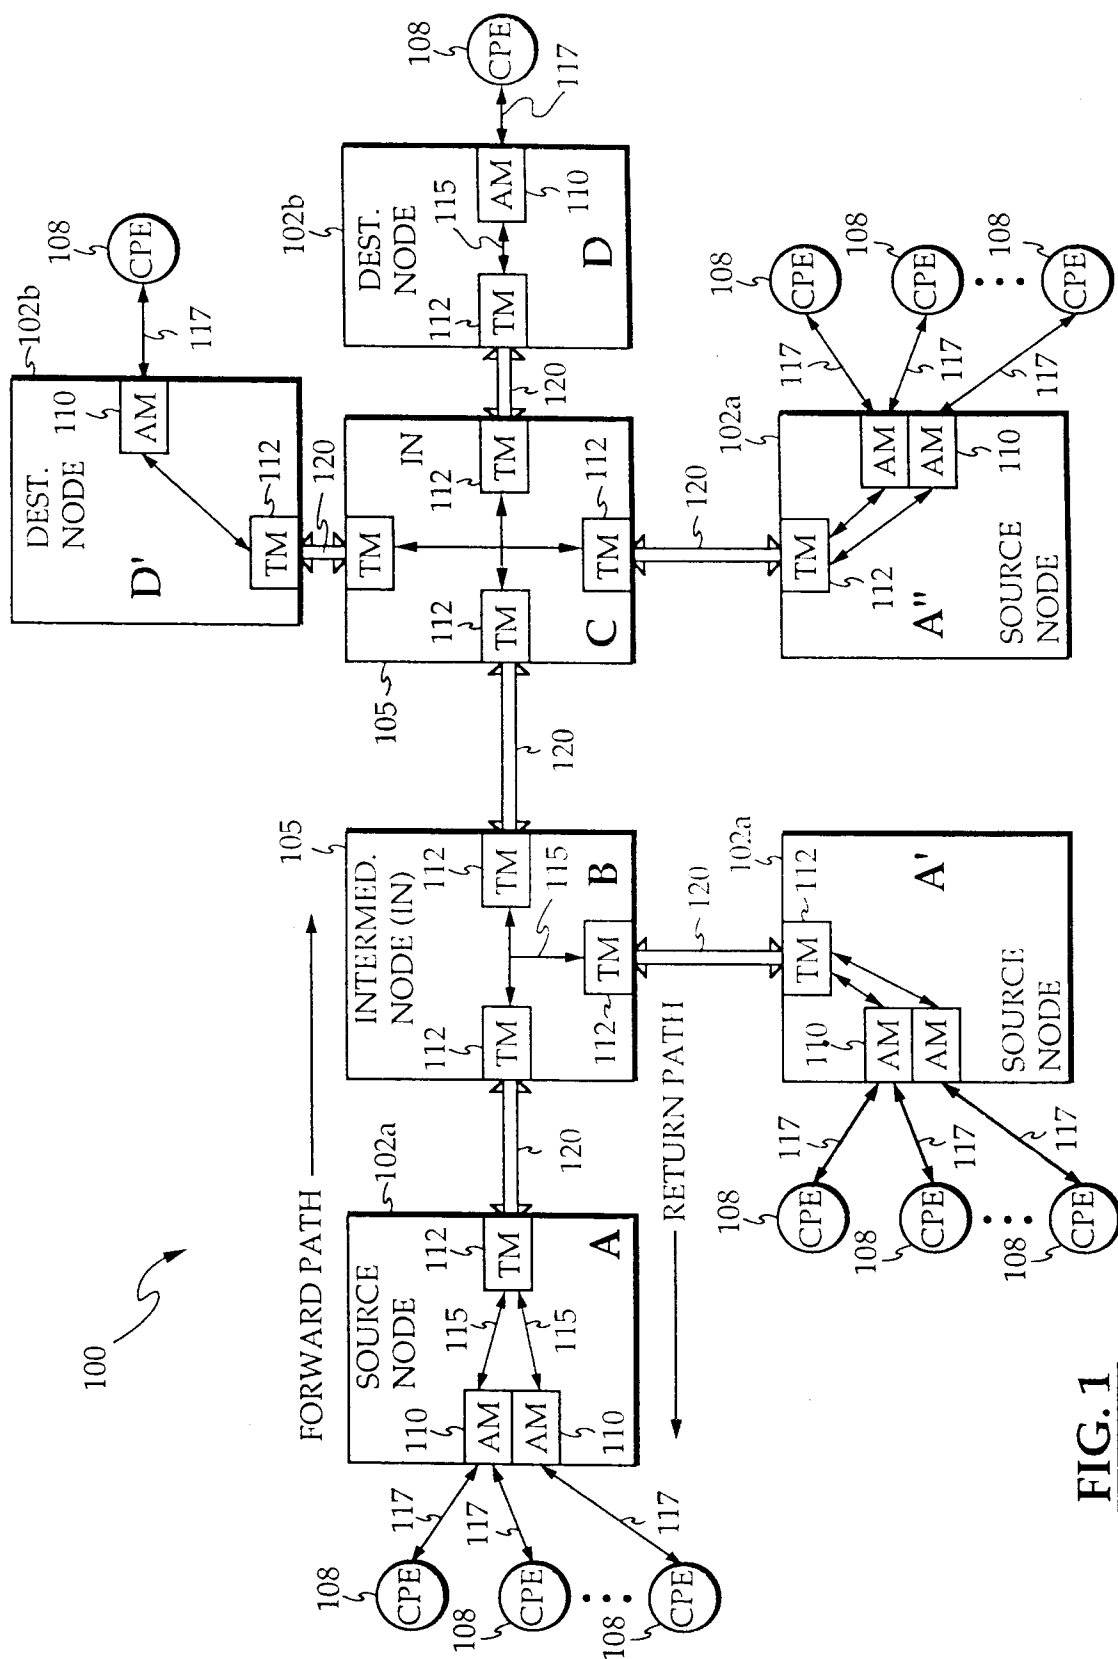 100
FORWARD PATH
RETURN PATH
108
CPE
108
CPE
108
CPE
117
117
117
SOURCE
NODE
102a
110
AM
AM
110
115
115
112
TM
A
120
105
INTERMED.
NODE (IN)
112
TM
112
TM
115
112
TM
B
120
120
105
IN
112
TM
112
TM
TM
112
TM
C
120
120
120
DEST.
NODE
102b
D'
110
AM
112
TM
117
108
CPE
102b
DEST.
NODE
112
TM
115
AM
110
D
117
108
CPE
102a
A'
112
TM
110
AM
AM
SOURCE
NODE
117
117
117
108
CPE
108
CPE
108
CPE
102a
A"
TM
112
AM
AM
110
SOURCE
NODE
117
117
117
108
CPE
108
CPE
108
CPE
FIG. 1